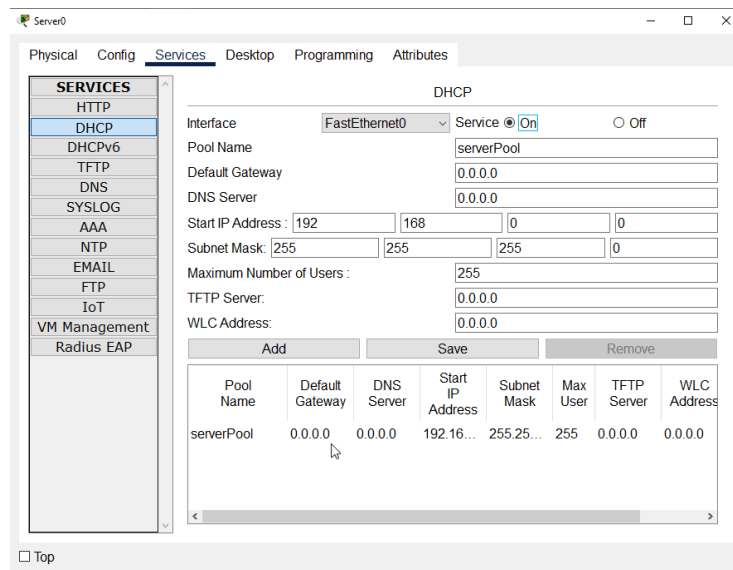 Server0
Physical Config Services Desktop Programming Attributes
SERVICES
HTTP
DHCP
DHCPv6
TFTP
DNS
SYSLOG
AAA
NTP
EMAIL
FTP
IoT
VM Management
Radius EAP
DHCP
Interface FastEthernet0 Service On Off
Pool Name serverPool
Default Gateway 0.0.0.0
DNS Server 0.0.0.0
Start IP Address : 192 168 0 0
Subnet Mask: 255 255 255 0
Maximum Number of Users : 255
TFTP Server: 0.0.0.0
WLC Address: 0.0.0.0
Add Save Remove
Pool Name Default Gateway DNS Server Start IP Address Subnet Mask Max User TFTP Server WLC Address
serverPool 0.0.0.0 0.0.0.0 192.16... 255.25... 255 0.0.0.0 0.0.0.0
Top